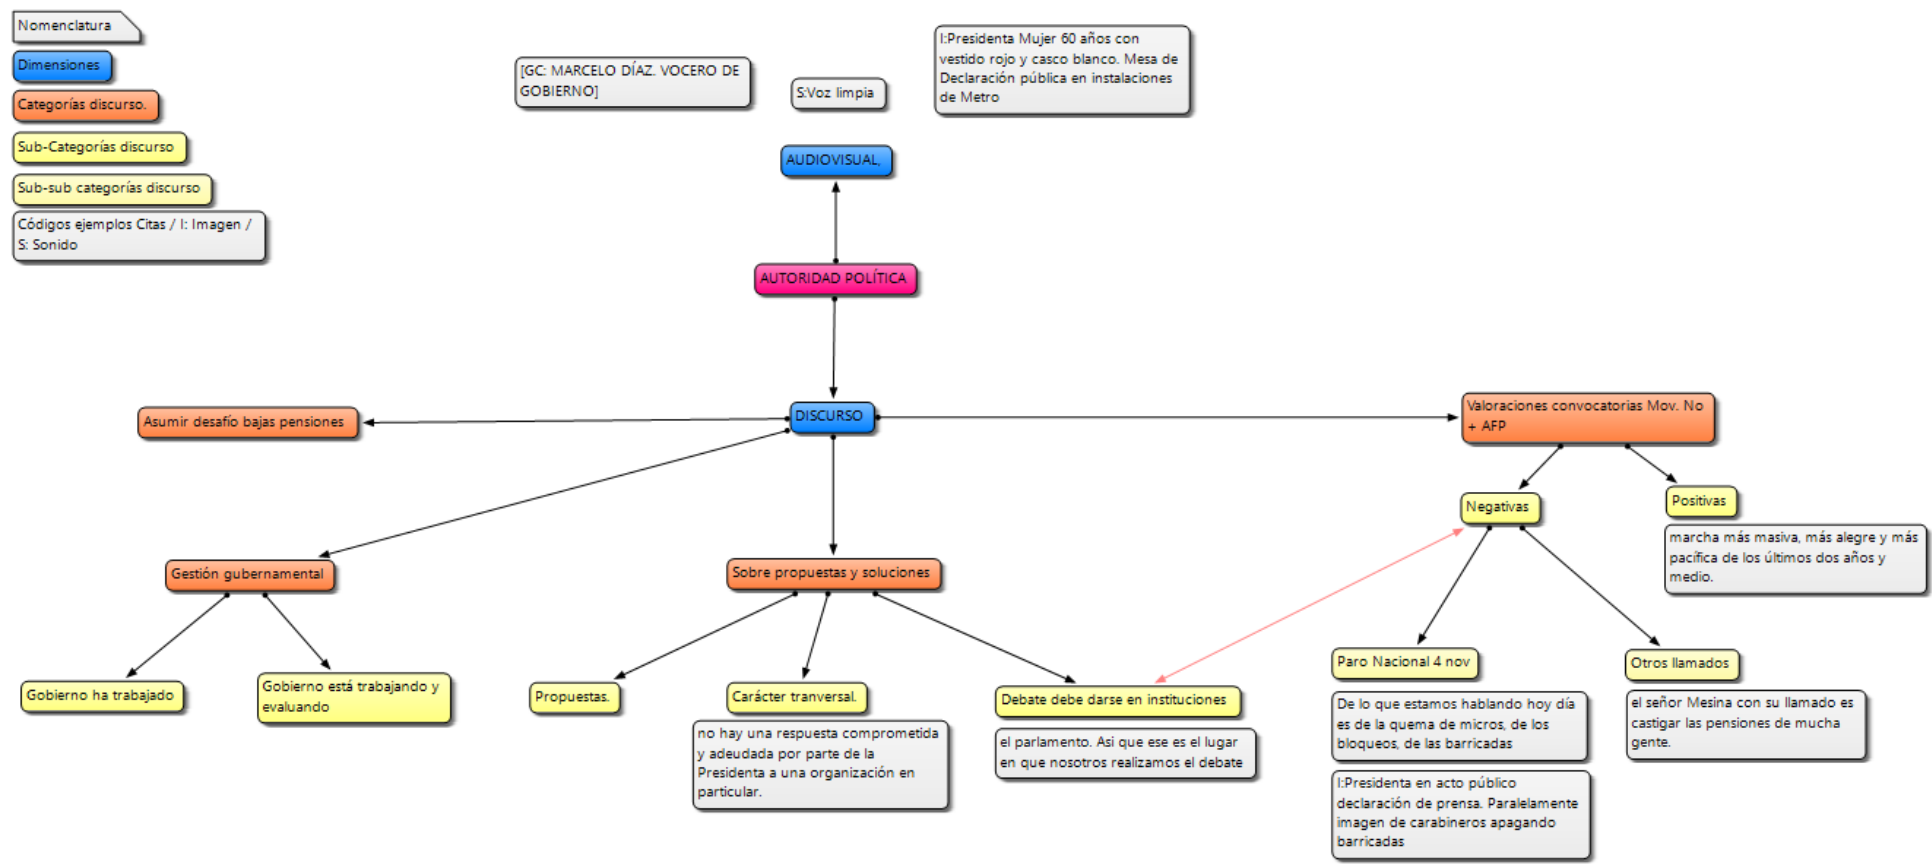 Nomenclatura
Dimensiones
Categorías discurso.
Sub-Categorías discurso
Sub-sub categorías discurso
Códigos ejemplos Citas / I: Imagen /
S: Sonido
[GC: MARCELO DÍAZ. VOCERO DE
GOBIERNO]
S:Voz limpia
I:Presidenta Mujer 60 años con
vestido rojo y casco blanco. Mesa de
Declaración pública en instalaciones
de Metro
AUDIOVISUAL,
AUTORIDAD POLÍTICA
DISCURSO
Asumir desafío bajas pensiones
Valoraciones convocatorias Mov. No
+ AFP
Negativas
Positivas
marcha más masiva, más alegre y más
pacífica de los últimos dos años y
medio.
Gestión gubernamental
Sobre propuestas y soluciones
Gobierno ha trabajado
Gobierno está trabajando y
evaluando
Propuestas.
Carácter tranversal.
no hay una respuesta comprometida
y adeudada por parte de la
Presidenta a una organización en
particular.
Debate debe darse en instituciones
el parlamento. Asi que ese es el lugar
en que nosotros realizamos el debate
Paro Nacional 4 nov
De lo que estamos hablando hoy día
es de la quema de micros, de los
bloqueos, de las barricadas
I:Presidenta en acto público
declaración de prensa. Paralelamente
imagen de carabineros apagando
barricadas
Otros llamados
el señor Mesina con su llamado es
castigar las pensiones de mucha
gente.